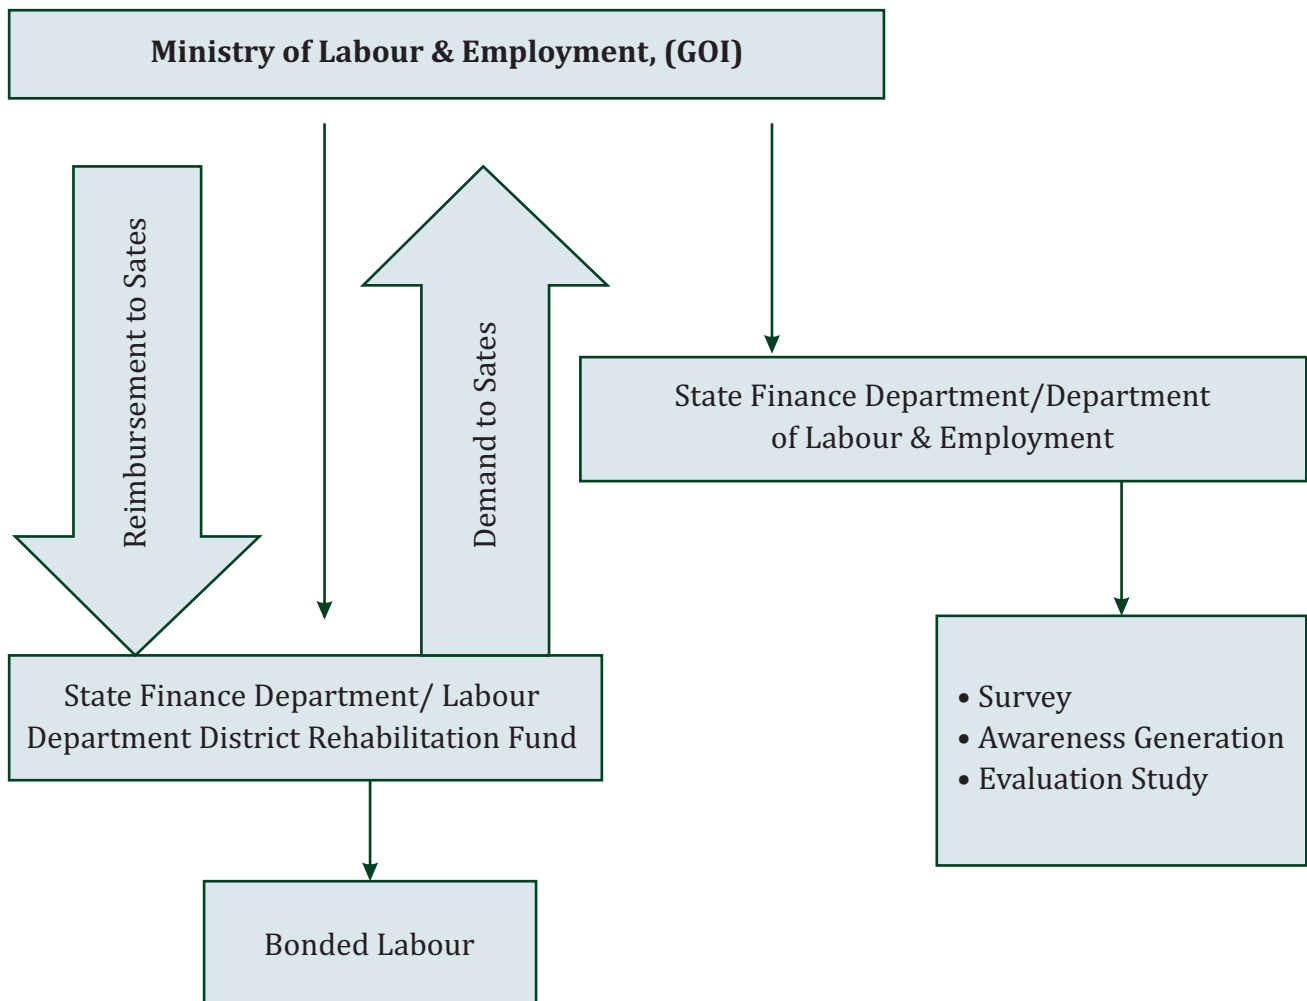 Ministry of Labour & Employment, (GOI)
Reimbursement to Sates
Demand to Sates
State Finance Department/Department
of Labour & Employment
State Finance Department/ Labour
Department District Rehabilitation Fund
• Survey
• Awareness Generation
• Evaluation Study
Bonded Labour